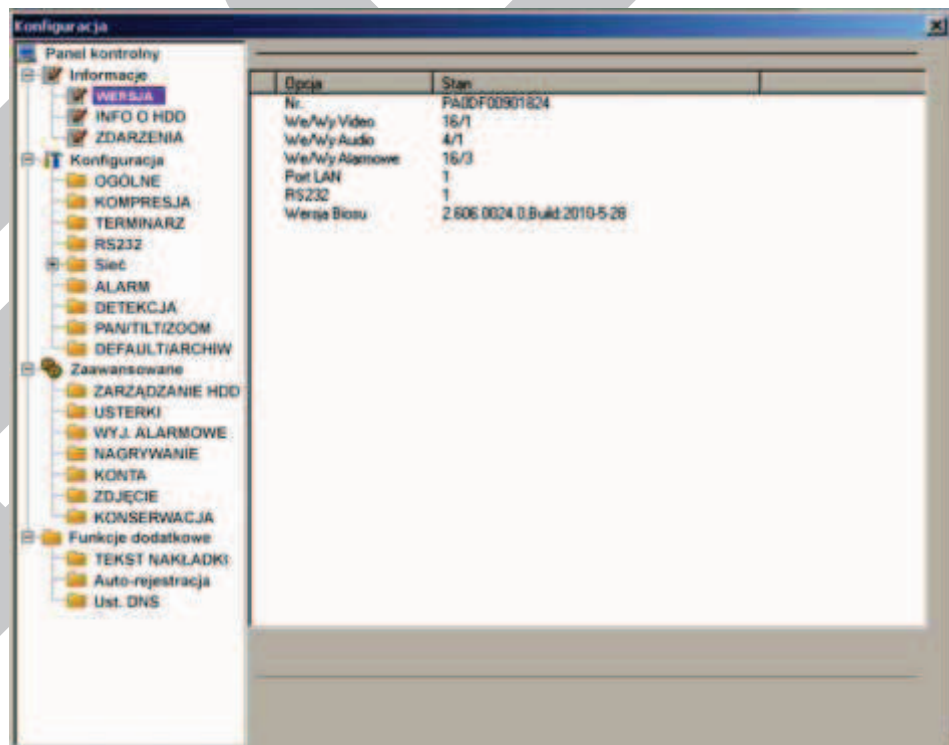 Konfiguracja
Panel kontrolny
Informacje
WERSJA
INFO O HDD
ZDARZENIA
Konfiguracja
OGÓLNE
KOMPRESJA
TERMINARZ
RS232
Sieć
ALARM
DETEKCJA
PAN/TILT/ZOOM
DEFAULT/ARCHIW
Zaawansowane
ZARZĄDZANIE HDD
USTERKI
WYJ. ALARMOWE
NAGRYWANIE
KONTA
ZDJĘCIE
KONSERWACJA
Funkcje dodatkowe
TEKST NAKŁADKI
Auto-rejestracja
Ust. DNS
Opcja Stan
Nr. PA0DF00901824
We/Wy Video 16/1
We/Wy Audio 4/1
We/Wy Alarmowe 16/3
Port LAN 1
RS232 1
Wersja Biosu 2.606.0024.0,Build:2010-5-28